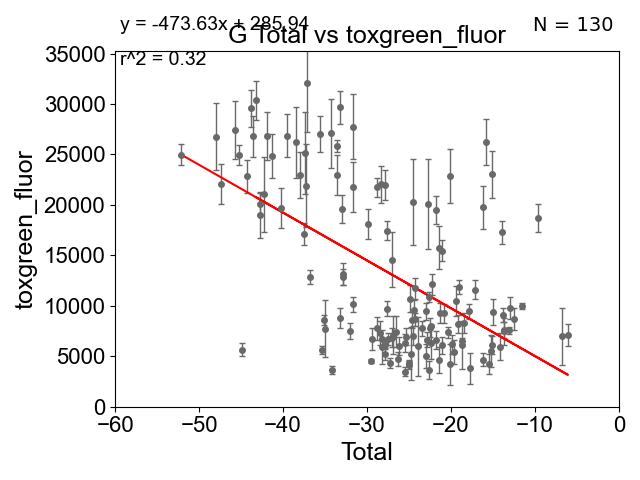 y = -473.63x + 285.94
G Total vs toxgreen_fluor
N = 130
r^2 = 0.32
35000
30000
25000
20000
15000
10000
5000
0
toxgreen_fluor
−60
−50
−40
−30
−20
−10
0
Total